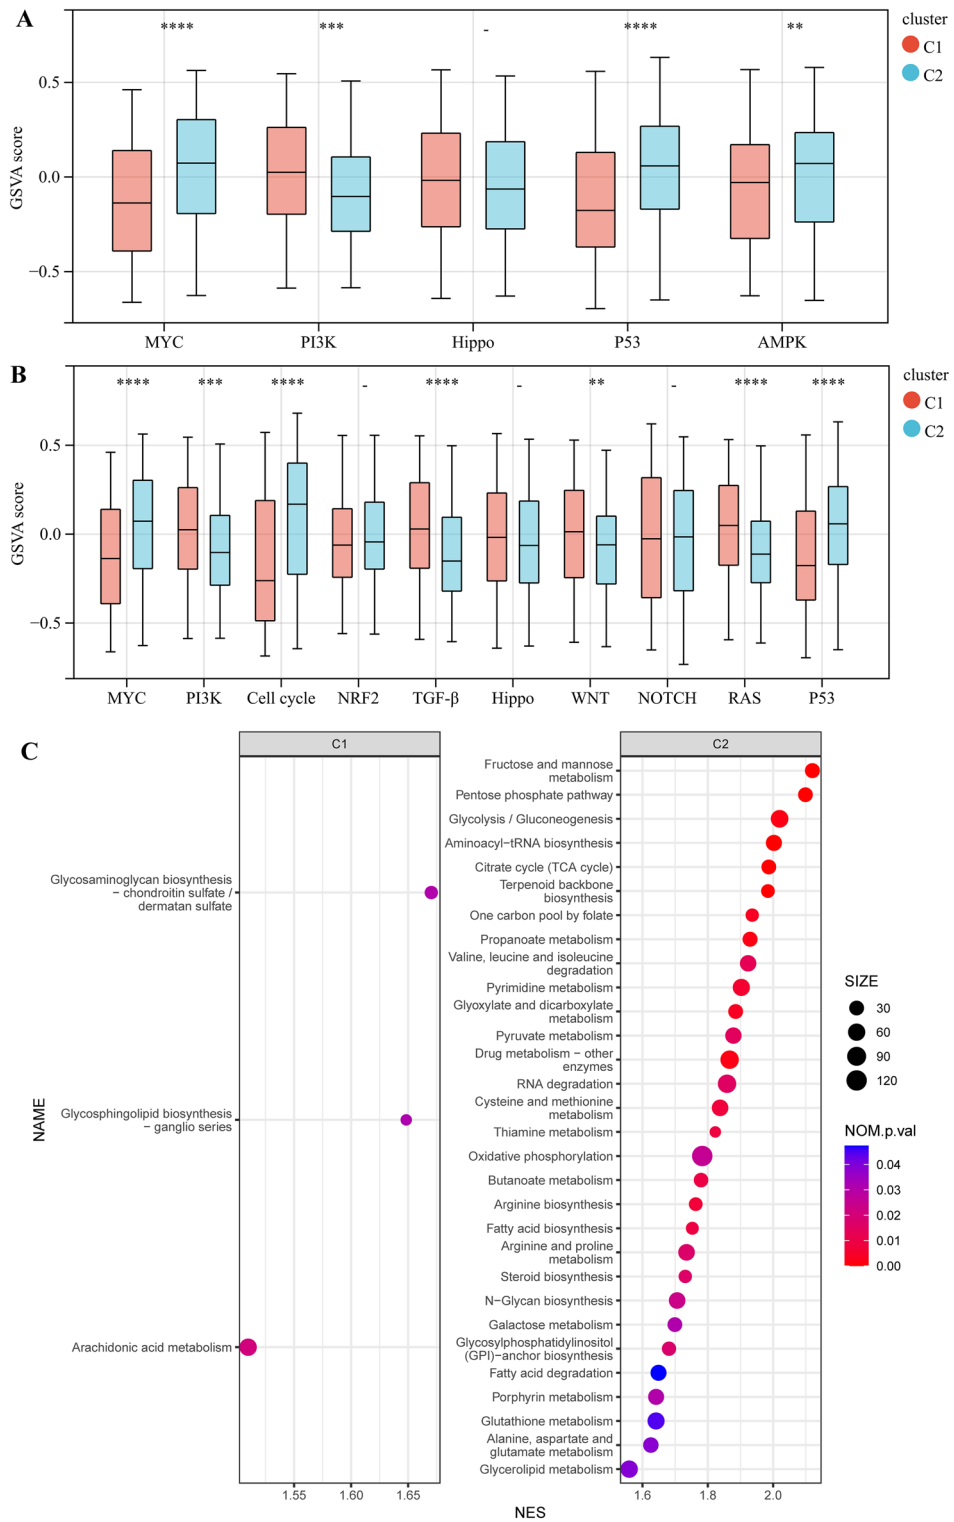 A
**** *** - **** **
cluster
C1
C2
GSVA score
0.5
0.0
−0.5
MYC PI3K Hippo P53 AMPK
B
**** *** **** - **** - ** - **** ****
cluster
C1
C2
GSVA score
0.5
0.0
−0.5
MYC PI3K Cell cycle NRF2 TGF-β Hippo WNT NOTCH RAS P53
C
C1
NAME
Glycosaminoglycan biosynthesis
− chondroitin sulfate /
dermatan sulfate
Glycosphingolipid biosynthesis
− ganglio series
Arachidonic acid metabolism
1.55 1.60 1.65
C2
Fructose and mannose
metabolism
Pentose phosphate pathway
Glycolysis / Gluconeogenesis
Aminoacyl−tRNA biosynthesis
Citrate cycle (TCA cycle)
Terpenoid backbone
biosynthesis
One carbon pool by folate
Propanoate metabolism
Valine, leucine and isoleucine
degradation
Pyrimidine metabolism
Glyoxylate and dicarboxylate
metabolism
Pyruvate metabolism
Drug metabolism − other
enzymes
RNA degradation
Cysteine and methionine
metabolism
Thiamine metabolism
Oxidative phosphorylation
Butanoate metabolism
Arginine biosynthesis
Fatty acid biosynthesis
Arginine and proline
metabolism
Steroid biosynthesis
N−Glycan biosynthesis
Galactose metabolism
Glycosylphosphatidylinositol
(GPI)−anchor biosynthesis
Fatty acid degradation
Porphyrin metabolism
Glutathione metabolism
Alanine, aspartate and
glutamate metabolism
Glycerolipid metabolism
1.6 1.8 2.0
NES
SIZE
30
60
90
120
NOM.p.val
0.04
0.03
0.02
0.01
0.00